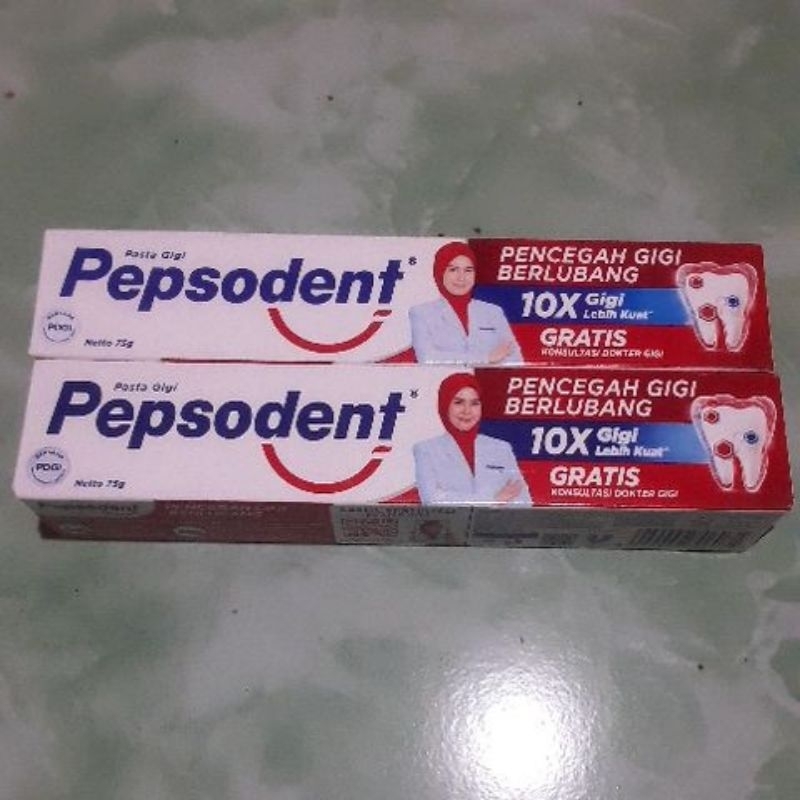 Pasta Gigi
Pepsodent®
PDGI
Netto 75g
PENCEGAH GIGI
BERLUBANG
10X Gigi
Lebih Kuat
GRATIS
KONSULTASI DOKTER GIGI
Pasta Gigi
Pepsodent®
PDGI
Netto 75g
PENCEGAH GIGI
BERLUBANG
10X Gigi
Lebih Kuat
GRATIS
KONSULTASI DOKTER GIGI
Pepsodent